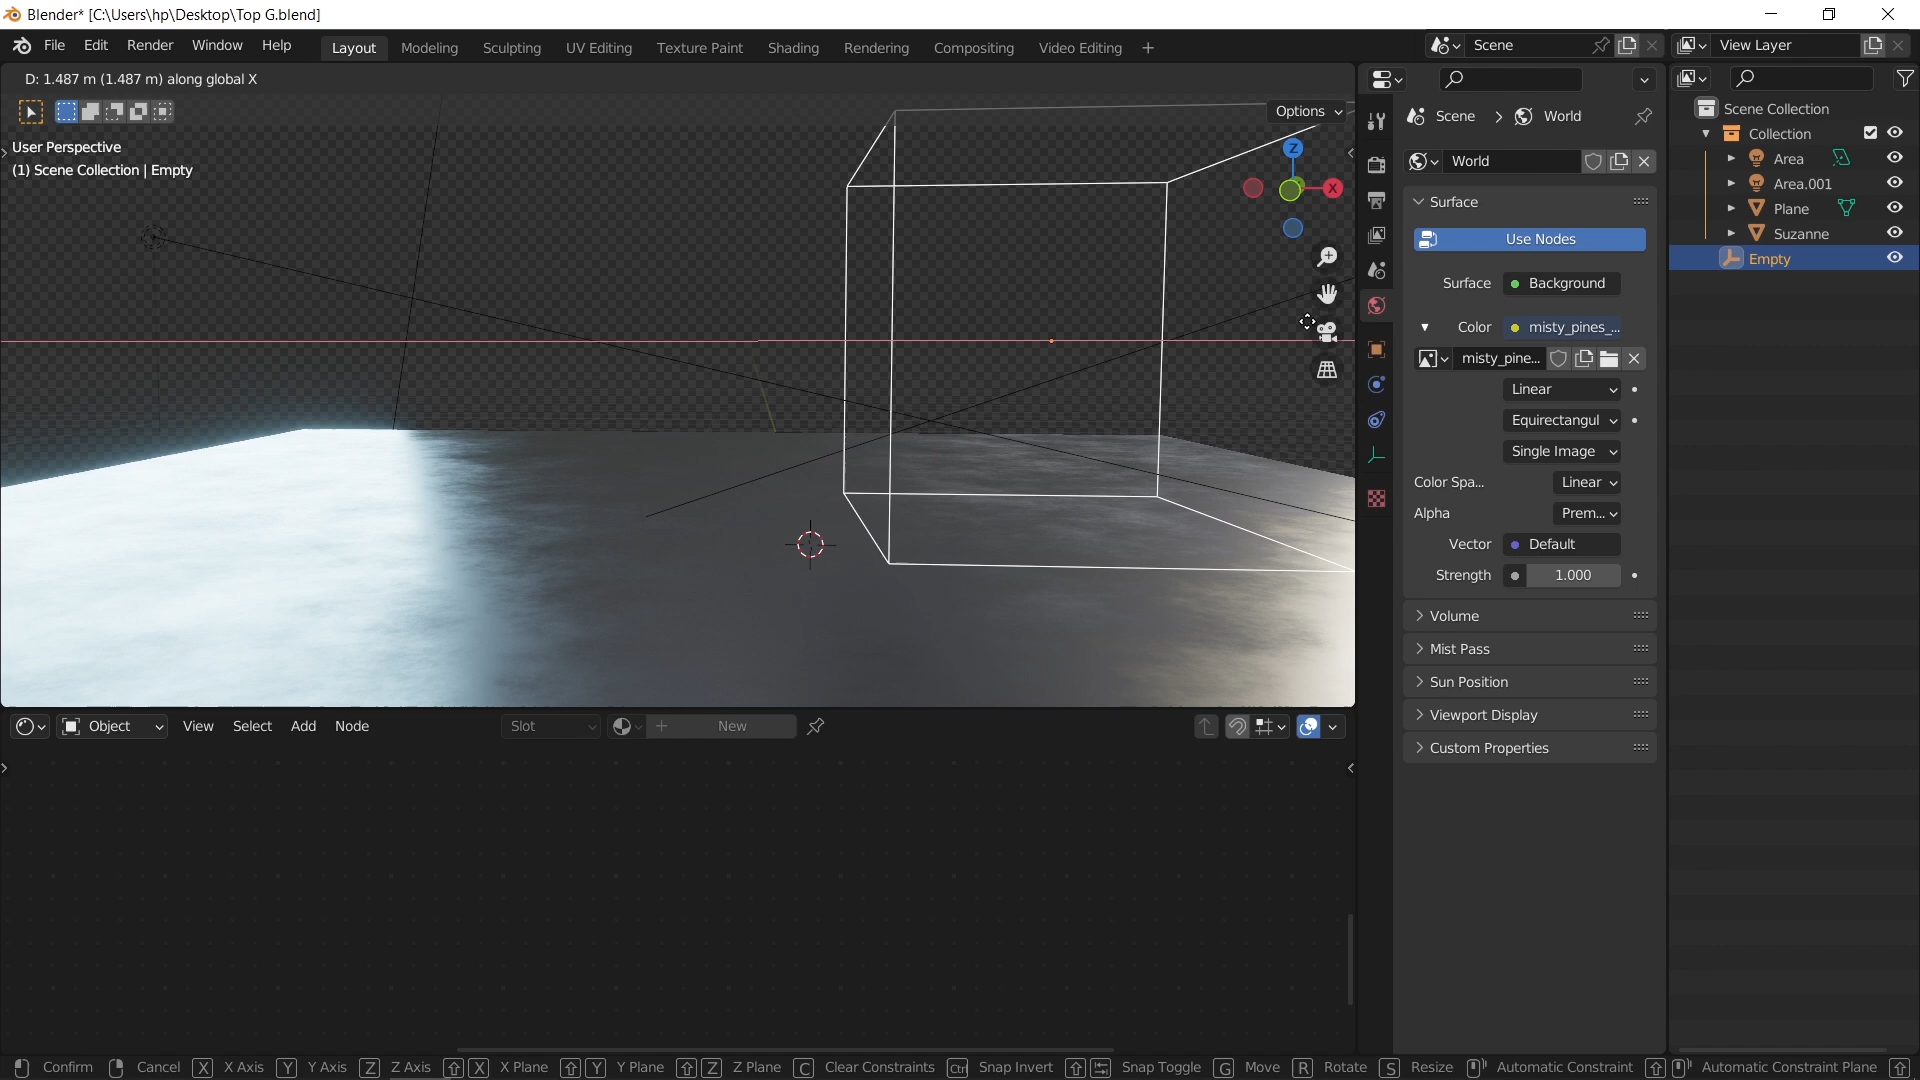 Blender* [C:\Users\hp\Desktop\Top G.blend]
File Edit Render Window Help Layout Modeling Sculpting UV Editing Texture Paint Shading Rendering Compositing Video Editing + Scene View Layer
D: 1.487 m (1.487 m) along global X
Options
User Perspective
(1) Scene Collection | Empty
Z
X
Scene > World
World
Surface
Use Nodes
Surface Background
Color misty_pines_...
misty_pine...
Linear
Equirectangul
Single Image
Color Spa... Linear
Alpha Prem...
Vector Default
Strength 1.000
Volume
Mist Pass
Sun Position
Viewport Display
Custom Properties
Scene Collection
Collection
Area
Area.001
Plane
Suzanne
Empty
Object View Select Add Node Slot New
Confirm Cancel X X Axis Y Y Axis Z Z Axis X X Plane Y Y Plane Z Z Plane C Clear Constraints Ctrl Snap Invert Snap Toggle G Move R Rotate S Resize Automatic Constraint Automatic Constraint Plane